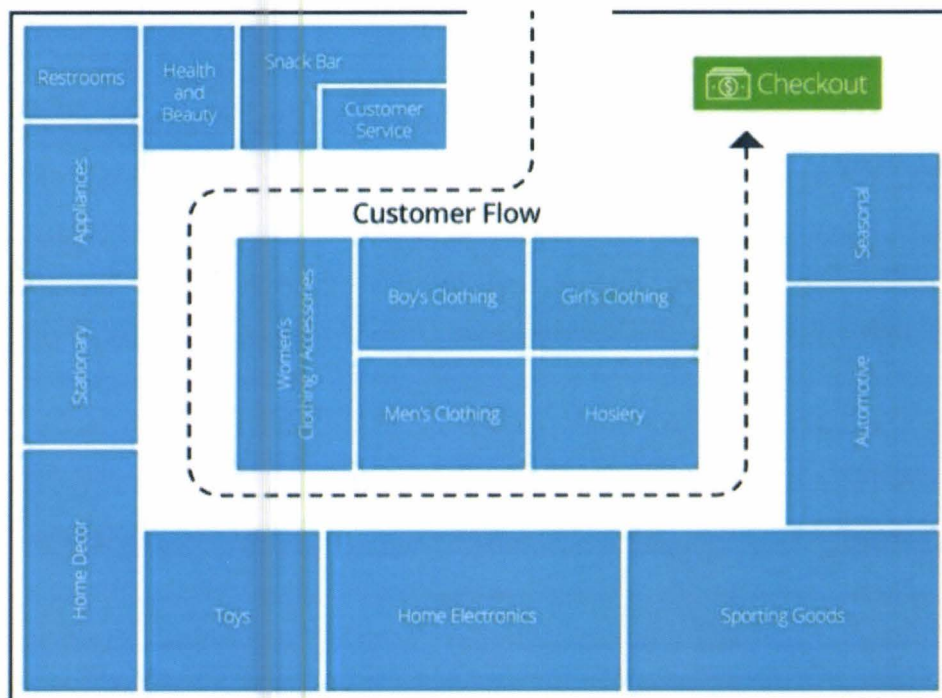 Restrooms
Health
and
Beauty
Snack Bar
Customer
Service
Checkout
Appliances
Customer Flow
Seasonal
Women's
Clothing / Accessories
Boy's Clothing
Girl's Clothing
Stationary
Men's Clothing
Hosiery
Automotive
Home Decor
Toys
Home Electronics
Sporting Goods